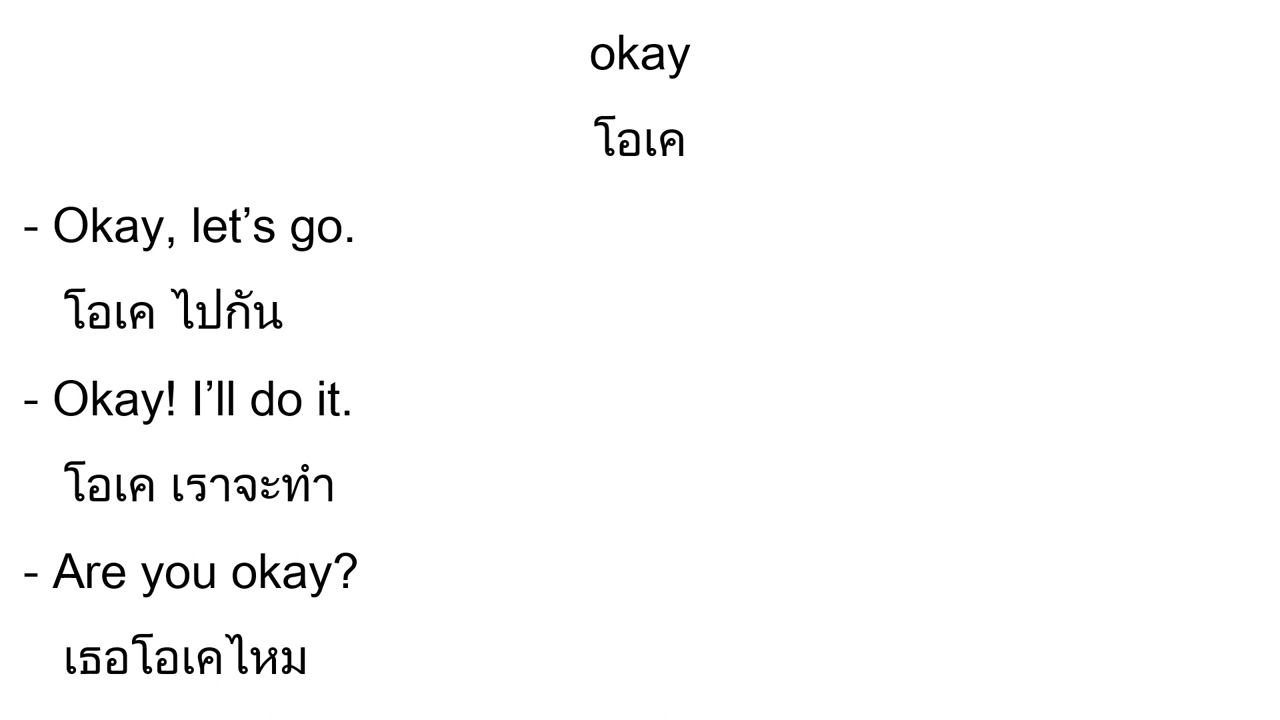 okay
โอเค
- Okay, let’s go.
โอเค ไปกัน
- Okay! I’ll do it.
โอเค เราจะทำ
- Are you okay?
เธอโอเคไหม